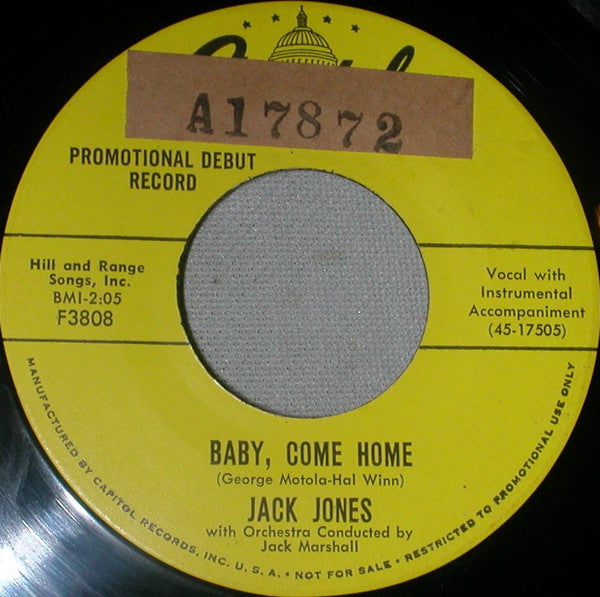 A17872
PROMOTIONAL DEBUT
RECORD
Hill and Range
Songs, Inc.
BMI-2:05
F3808
Vocal with
Instrumental
Accompaniment
(45-17505)
BABY, COME HOME
(George Motola-Hal Winn)
JACK JONES
with Orchestra Conducted by
Jack Marshall
MANUFACTURED BY CAPITOL RECORDS, INC. U.S.A. • NOT FOR SALE • RESTRICTED TO PROMOTIONAL USE ONLY